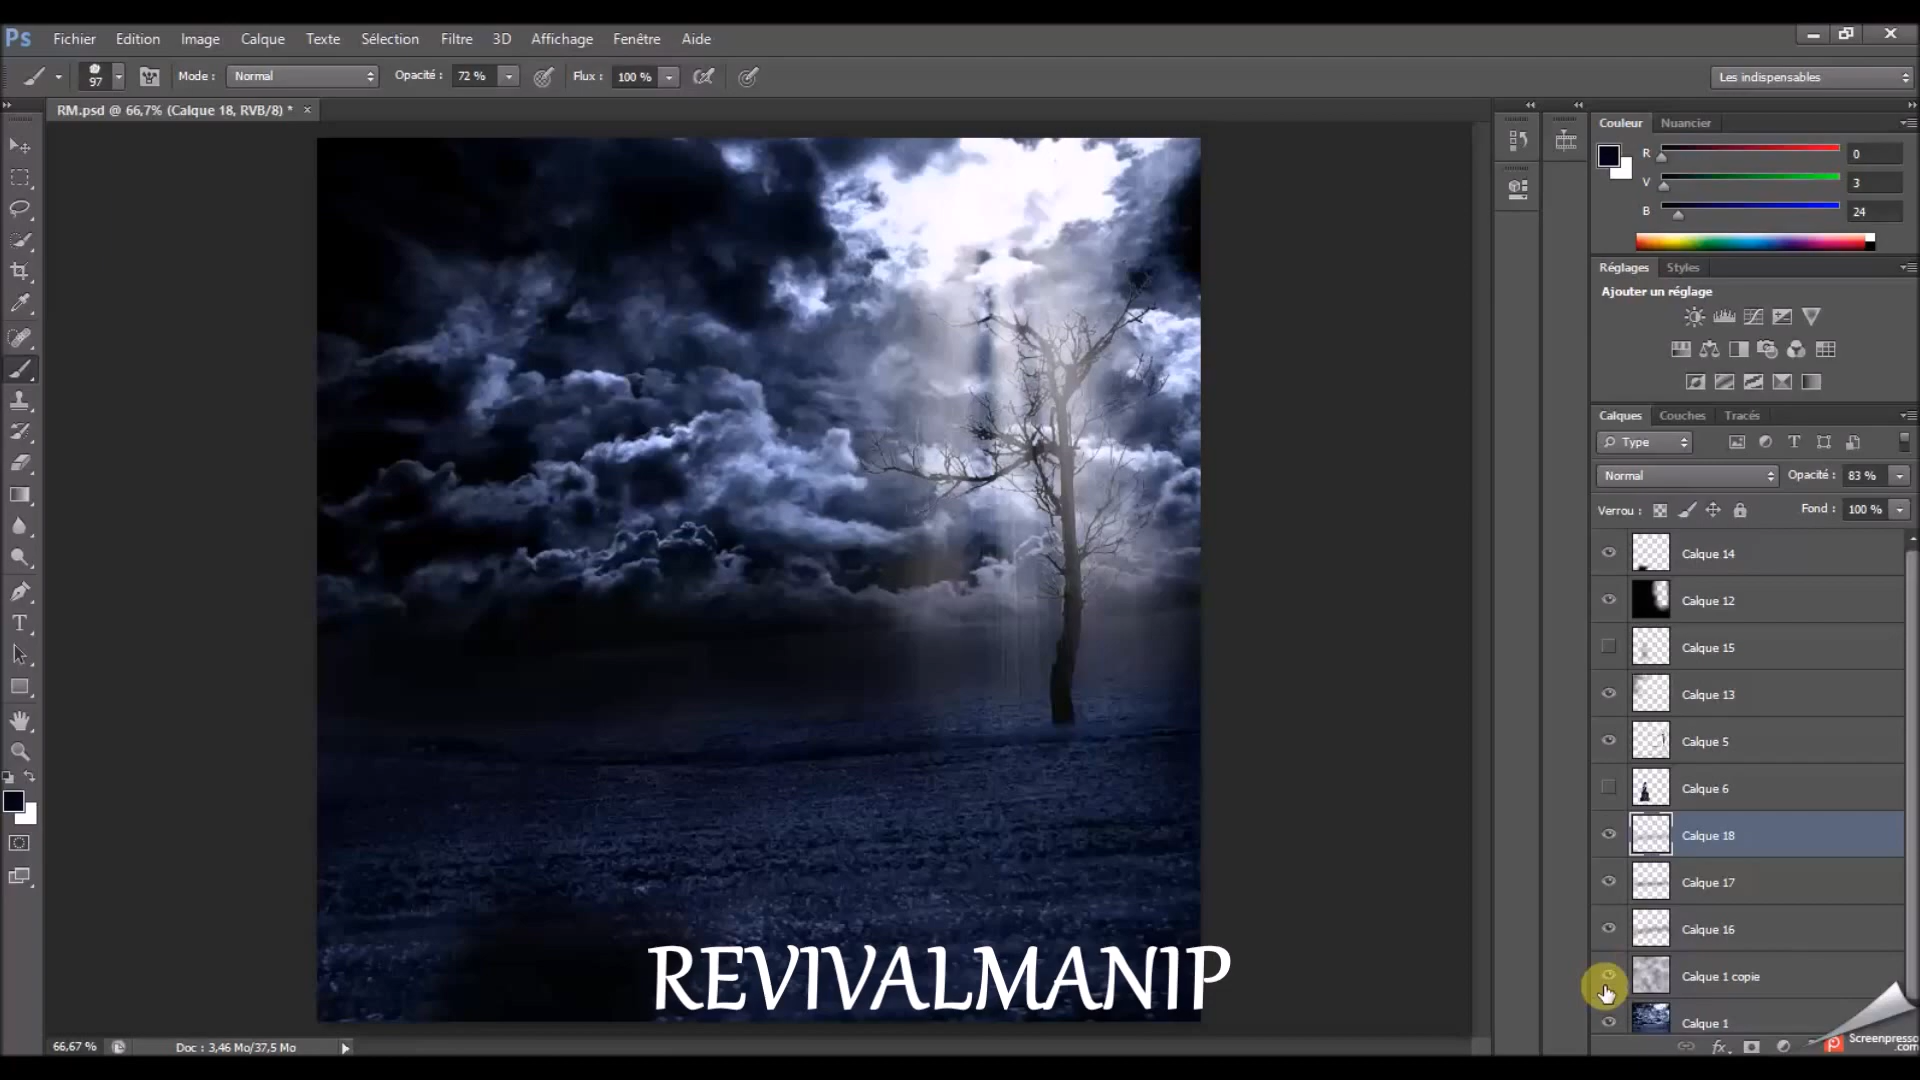 Ps Fichier Edition Image Calque Texte Sélection Filtre 3D Affichage Fenêtre Aide
97 Mode : Normal Opacité : 72 % Flux : 100 % Les indispensables
RM.psd @ 66,7% (Calque 18, RVB/8) * ×
Couleur Nuancier
R 0
V 3
B 24
Réglages Styles
Ajouter un réglage
Calques Couches Tracés
Type
Normal Opacité : 83 %
Verrou : Fond : 100 %
Calque 14
Calque 12
Calque 15
Calque 13
Calque 5
Calque 6
Calque 18
Calque 17
Calque 16
Calque 1 copie
Calque 1
REVIVALMANIP
66,67 % Doc : 3,46 Mo/37,5 Mo
fx
Screenpresso
.com